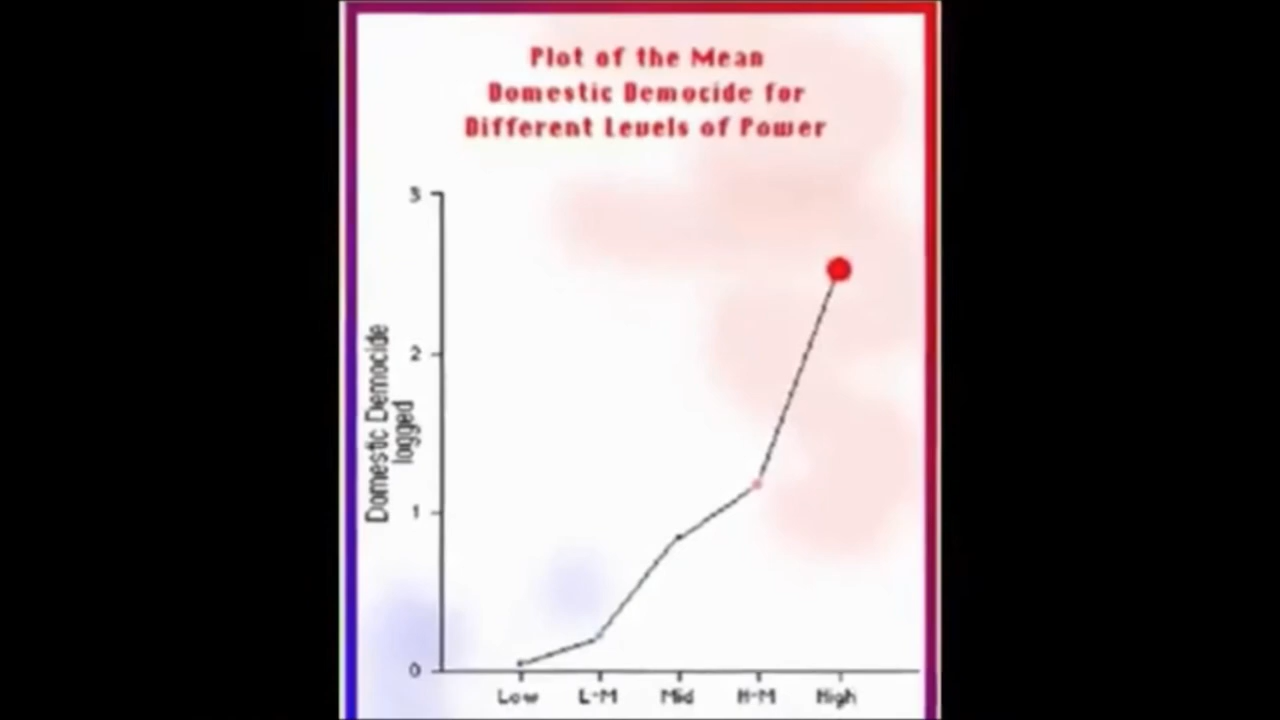 Plot of the Mean
Domestic Democide for
Different Levels of Power
3
2
1
0
Domestic Democide
logged
Low
L-M
Mid
H-M
High